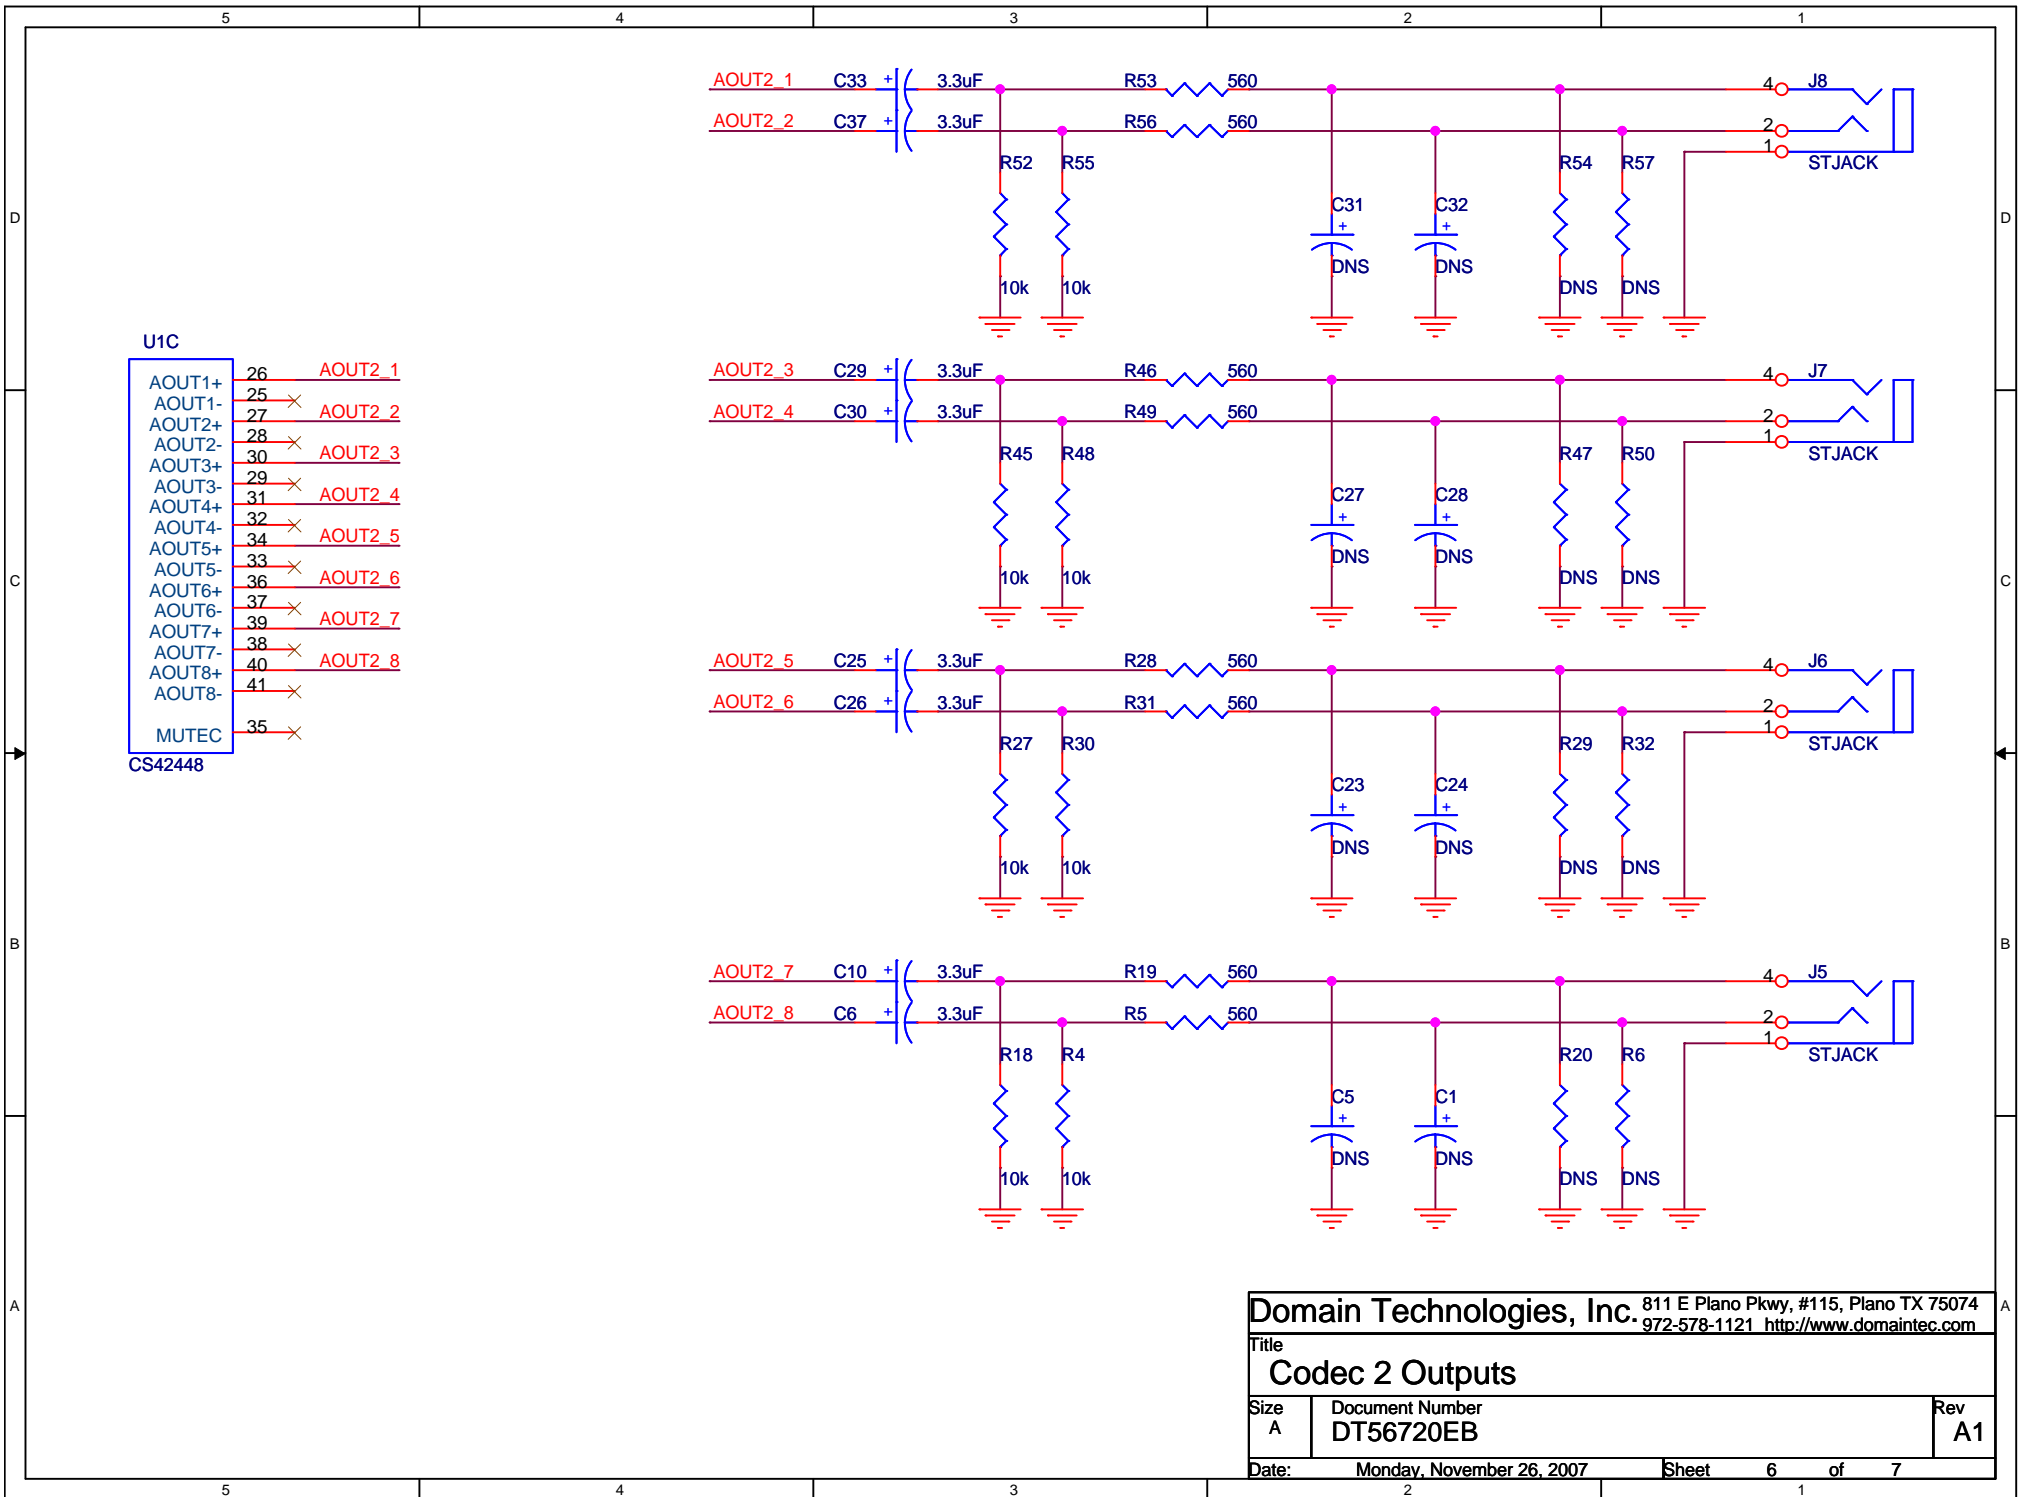 5 4 3 2 1
AOUT2_1 C33 + 3.3uF R53 560 4 J8
AOUT2_2 C37 + 3.3uF R56 560 2
1
R52 R55 R54 R57 STJACK
C31 C32
D D
+ +
DNS DNS
10k 10k DNS DNS
U1C
AOUT2_3 C29 + 3.3uF R46 560 4 J7
AOUT2_4 C30 + 3.3uF R49 560 2
1
R45 R48 R47 R50 STJACK
C27 C28
+ +
DNS DNS
10k 10k DNS DNS
AOUT1+ 26 AOUT2_1
AOUT1- 25
AOUT2+ 27 AOUT2_2
AOUT2- 28
AOUT3+ 30 AOUT2_3
AOUT3- 29
AOUT4+ 31 AOUT2_4
AOUT4- 32
AOUT5+ 34 AOUT2_5
AOUT5- 33
AOUT6+ 36 AOUT2_6
AOUT6- 37
AOUT7+ 39 AOUT2_7
AOUT7- 38
AOUT8+ 40 AOUT2_8
AOUT8- 41
MUTEC 35
CS42448
C C
AOUT2_5 C25 + 3.3uF R28 560 4 J6
AOUT2_6 C26 + 3.3uF R31 560 2
1
R27 R30 R29 R32 STJACK
C23 C24
+ +
DNS DNS
10k 10k DNS DNS
B B
AOUT2_7 C10 + 3.3uF R19 560 4 J5
AOUT2_8 C6 + 3.3uF R5 560 2
1
R18 R4 R20 R6 STJACK
C5 C1
+ +
DNS DNS
10k 10k DNS DNS
A A
Domain Technologies, Inc. 811 E Plano Pkwy, #115, Plano TX 75074
972-578-1121 http://www.domaintec.com
Title
Codec 2 Outputs
Size Document Number Rev
A DT56720EB A1
Date: Monday, November 26, 2007 Sheet 6 of 7
5 4 3 2 1